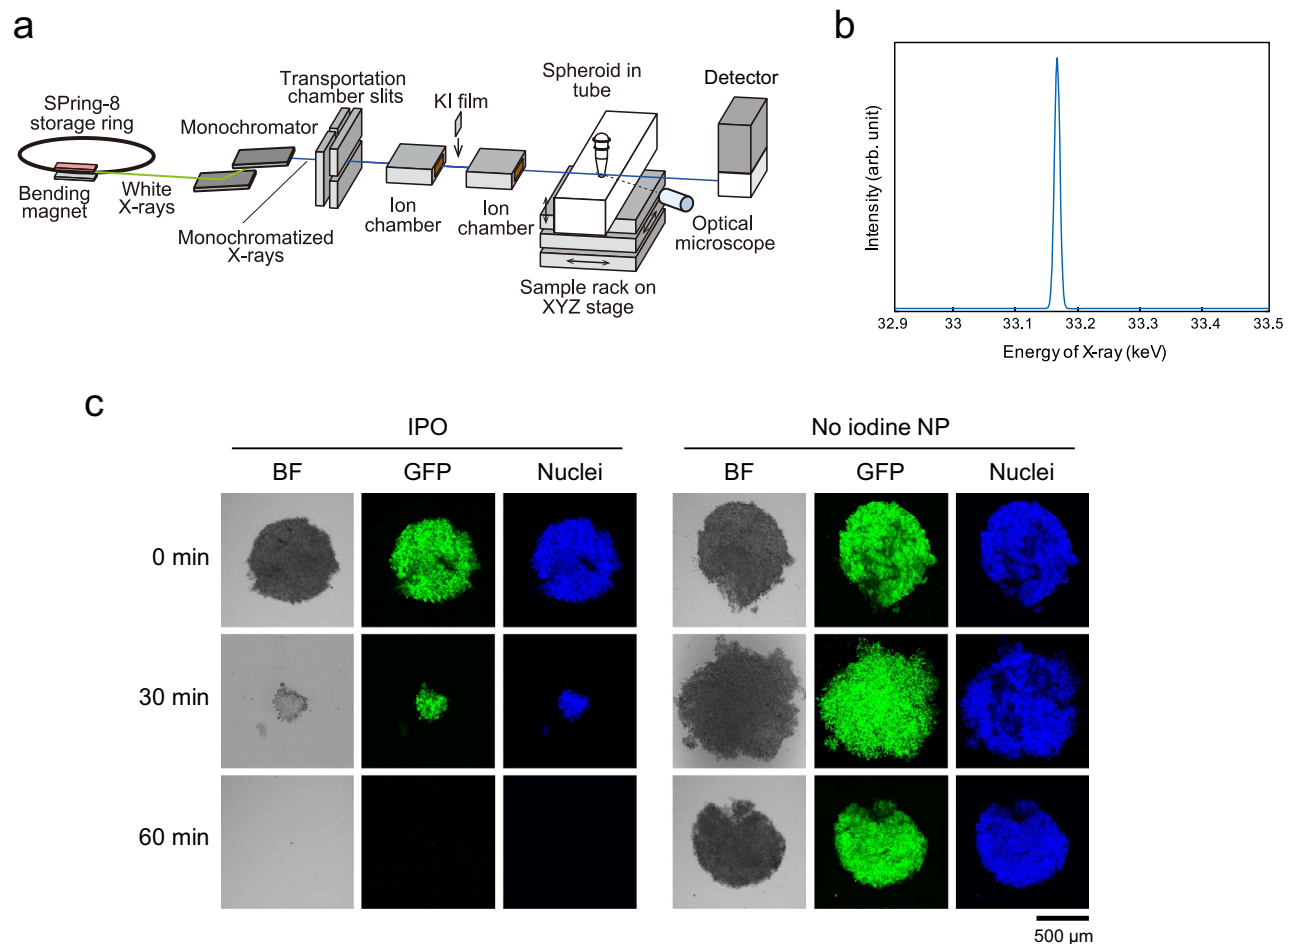 a
SPring-8
storage ring
Bending
magnet
White
X-rays
Monochromator
Monochromatized
X-rays
Transportation
chamber slits
Ion
chamber
KI film
Ion
chamber
Spheroid in
tube
Sample rack on
XYZ stage
Optical
microscope
Detector
b
Intensity (arb. unit)
32.9 33 33.1 33.2 33.3 33.4 33.5
Energy of X-ray (keV)
c
IPO No iodine NP
BF GFP Nuclei BF GFP Nuclei
0 min
30 min
60 min
500 µm